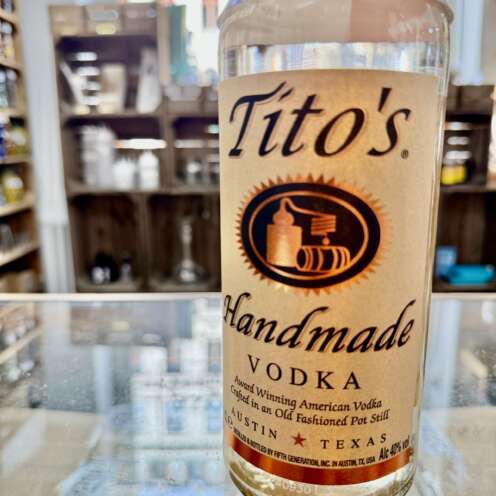 Tito's®
Handmade
VODKA
Award Winning American Vodka
Crafted in an Old Fashioned Pot Still
AUSTIN ★ TEXAS
& BOTTLED BY FIFTH GENERATION, INC. IN AUSTIN, TX, USA
Alc 40% vol